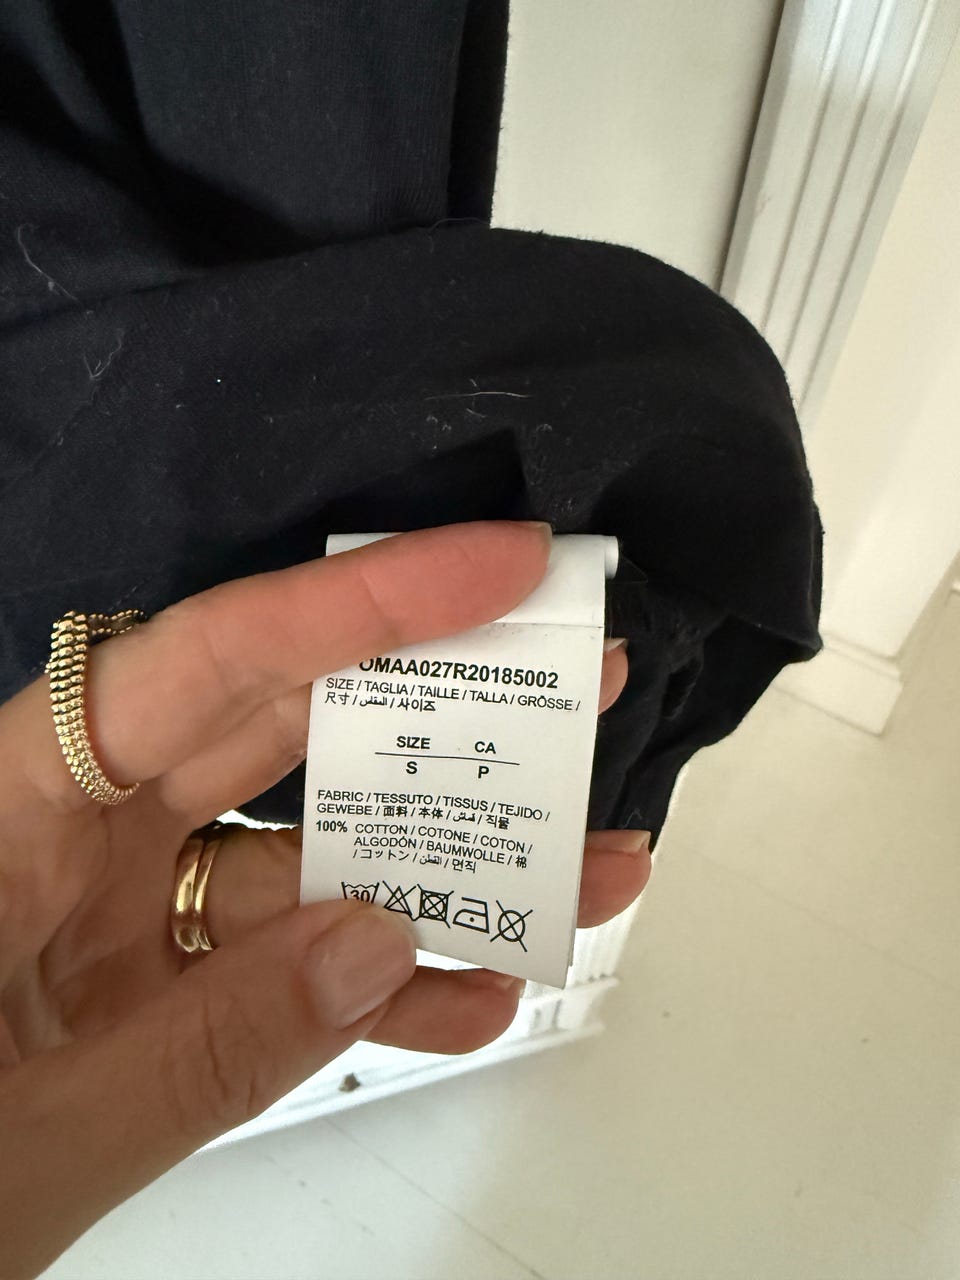 OMAA027R20185002
SIZE / TAGLIA / TAILLE / TALLA / GRÖSSE /
尺寸 / المقاس / 사이즈
SIZE CA
S P
FABRIC / TESSUTO / TISSUS / TEJIDO /
GEWEBE / 面料 / 本体 / قماش / 직물
100% COTTON / COTONE / COTON /
ALGODÓN / BAUMWOLLE / 棉
/ コットン / القطن / 면직
30